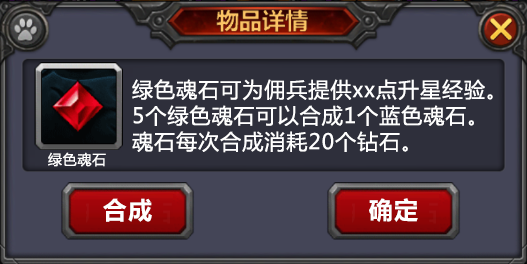 物品详情
绿色魂石可为佣兵提供xx点升星经验。
5个绿色魂石可以合成1个蓝色魂石。
魂石每次合成消耗20个钻石。
绿色魂石
合成
确定